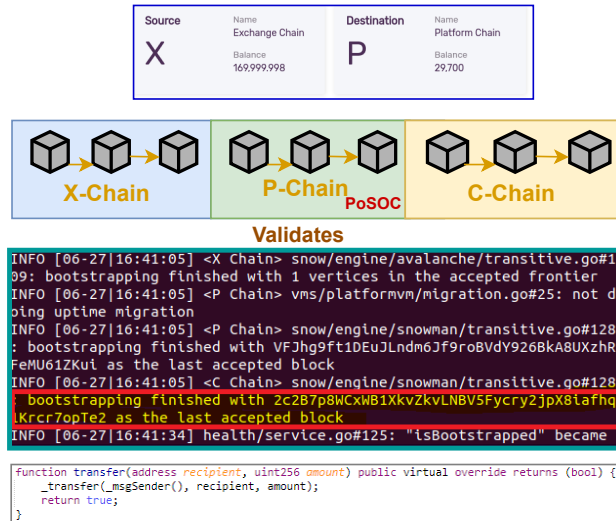 Source
Name
Exchange Chain
X
Balance
169,999,998
Destination
Name
Platform Chain
P
Balance
29,700
X-Chain
P-Chain
PoSOC
C-Chain
Validates
INFO [06-27|16:41:05] <X Chain> snow/engine/avalanche/transitive.go#1
09: bootstrapping finished with 1 vertices in the accepted frontier
INFO [06-27|16:41:05] <P Chain> vms/platformvm/migration.go#25: not d
oing uptime migration
INFO [06-27|16:41:05] <P Chain> snow/engine/snowman/transitive.go#128
: bootstrapping finished with VFJhg9ft1DEuJLndm6Jf9roBVdY926BkA8UXzhR
FeMU61ZKui as the last accepted block
INFO [06-27|16:41:05] <C Chain> snow/engine/snowman/transitive.go#128
: bootstrapping finished with 2c2B7p8WCxWB1XkvZkvLNBV5Fycry2jpX8iafhq
iKrcr7opTe2 as the last accepted block
INFO [06-27|16:41:34] health/service.go#125: "isBootstrapped" became
function transfer(address recipient, uint256 amount) public virtual override returns (bool) {
_transfer(_msgSender(), recipient, amount);
return true;
}